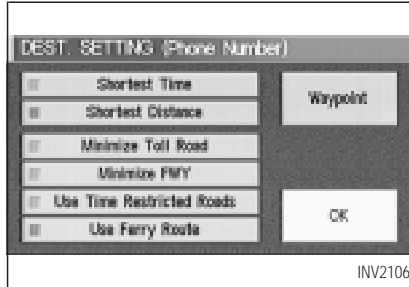 DEST. SETTING (Phone Number)
Shortest Time
Shortest Distance
Waypoint
Minimize Toll Road
Minimize FWY
Use Time Restricted Roads
Use Ferry Route
OK
INV2106